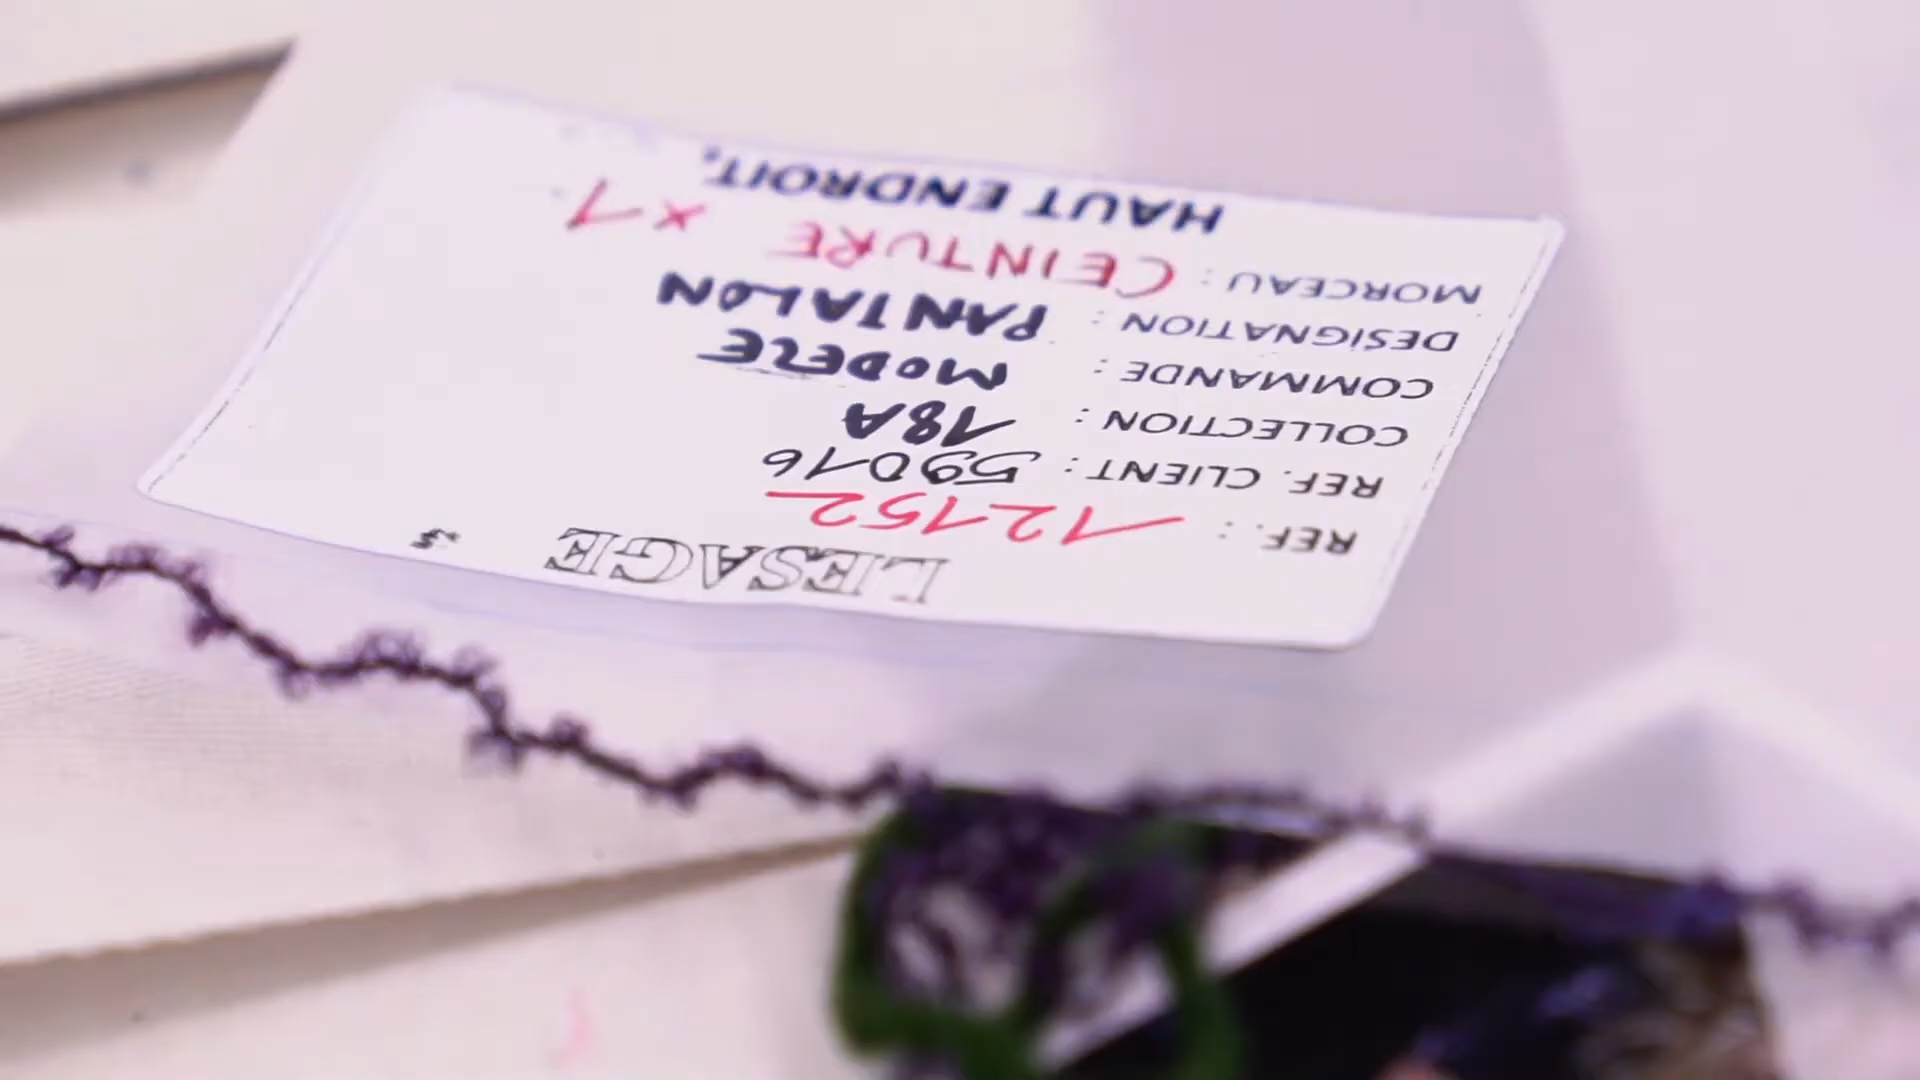 LESAGE
REF. : 12152
REF. CLIENT : 59016
COLLECTION : 18A
COMMANDE : MODELE
DESIGNATION : PANTALON
MORCEAU : CEINTURE x1
HAUT ENDROIT,